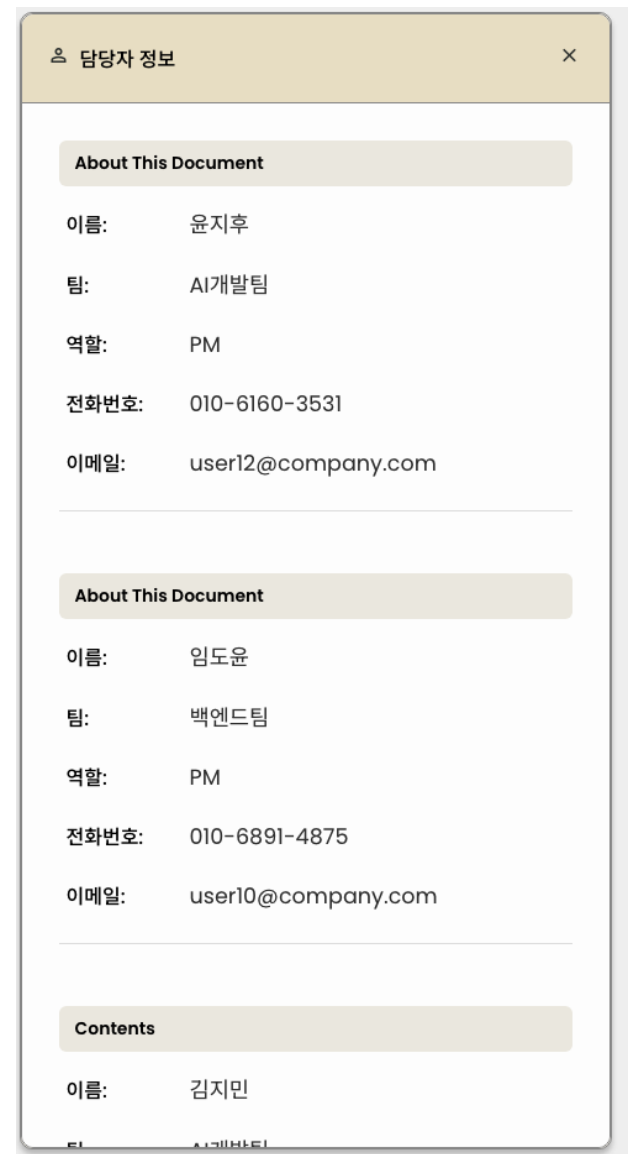 담당자 정보
About This Document
이름: 윤지후
팀: AI개발팀
역할: PM
전화번호: 010-6160-3531
이메일: user12@company.com
About This Document
이름: 임도윤
팀: 백엔드팀
역할: PM
전화번호: 010-6891-4875
이메일: user10@company.com
Contents
이름: 김지민